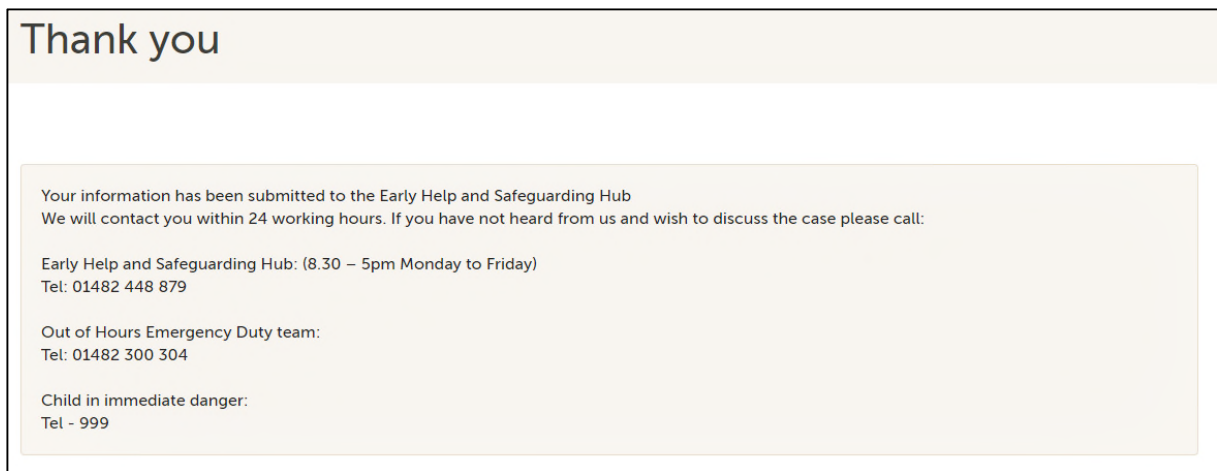 Thank you
Your information has been submitted to the Early Help and Safeguarding Hub
We will contact you within 24 working hours. If you have not heard from us and wish to discuss the case please call:
Early Help and Safeguarding Hub: (8.30 – 5pm Monday to Friday)
Tel: 01482 448 879
Out of Hours Emergency Duty team:
Tel: 01482 300 304
Child in immediate danger:
Tel - 999